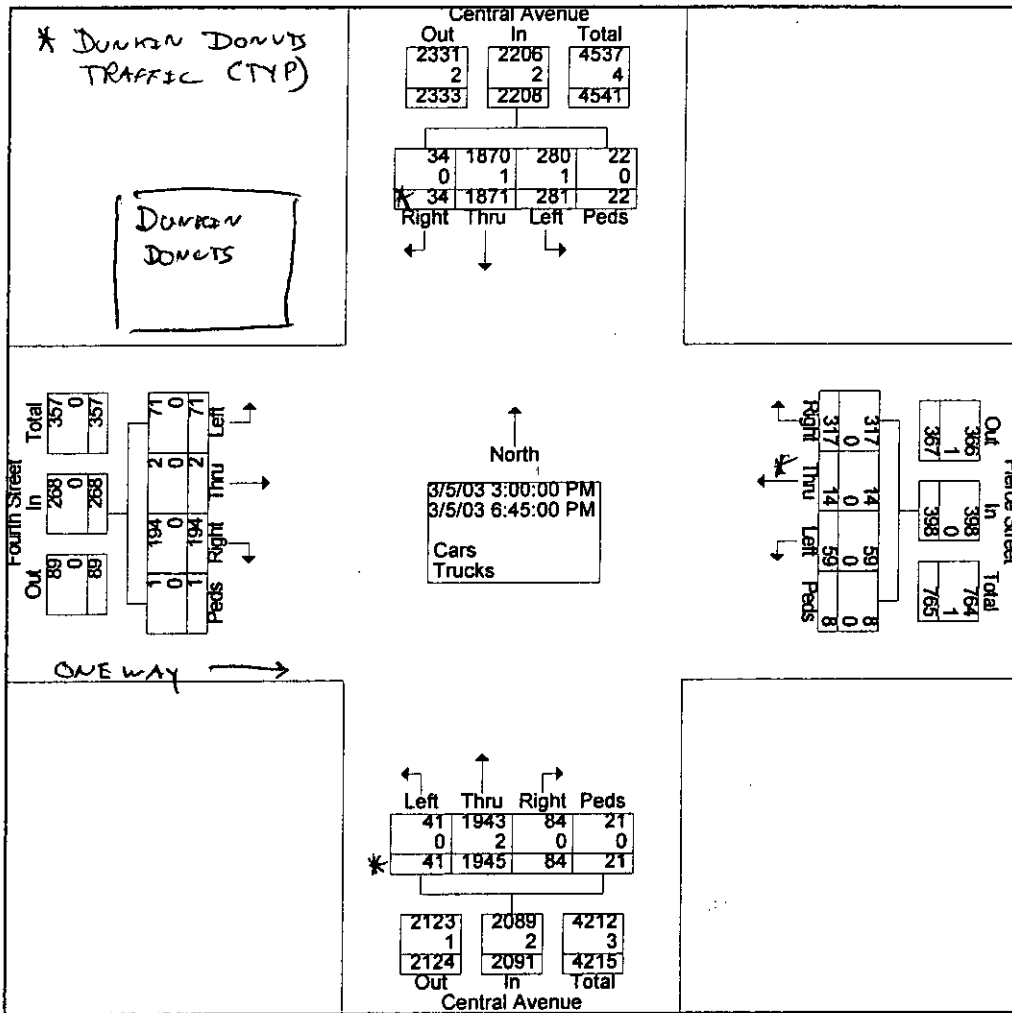 * DUNKIN DONUTS
TRAFFIC (TYP)
DUNKIN
DONUTS
Central Avenue
Out In Total
2331 2206 4537
2 2 4
2333 2208 4541
34 1870 280 22
0 1 1 0
* 34 1871 281 22
Right Thru Left Peds
Fourth Street
Total In Out
357 268 89
0 0 0
357 268 89
71 2 194 1
0 0 0 0
71 2 194 1
Left Thru Right Peds
ONE WAY
North
3/5/03 3:00:00 PM
3/5/03 6:45:00 PM
Cars
Trucks
Right Thru Left Peds
*
317 14 59 8
0 0 0 0
317 14 59 8
Out In Total
366 398 764
1 0 1
367 398 765
Street
Left Thru Right Peds
41 1943 84 21
0 2 0 0
* 41 1945 84 21
2123 2089 4212
1 2 3
2124 2091 4215
Out In Total
Central Avenue